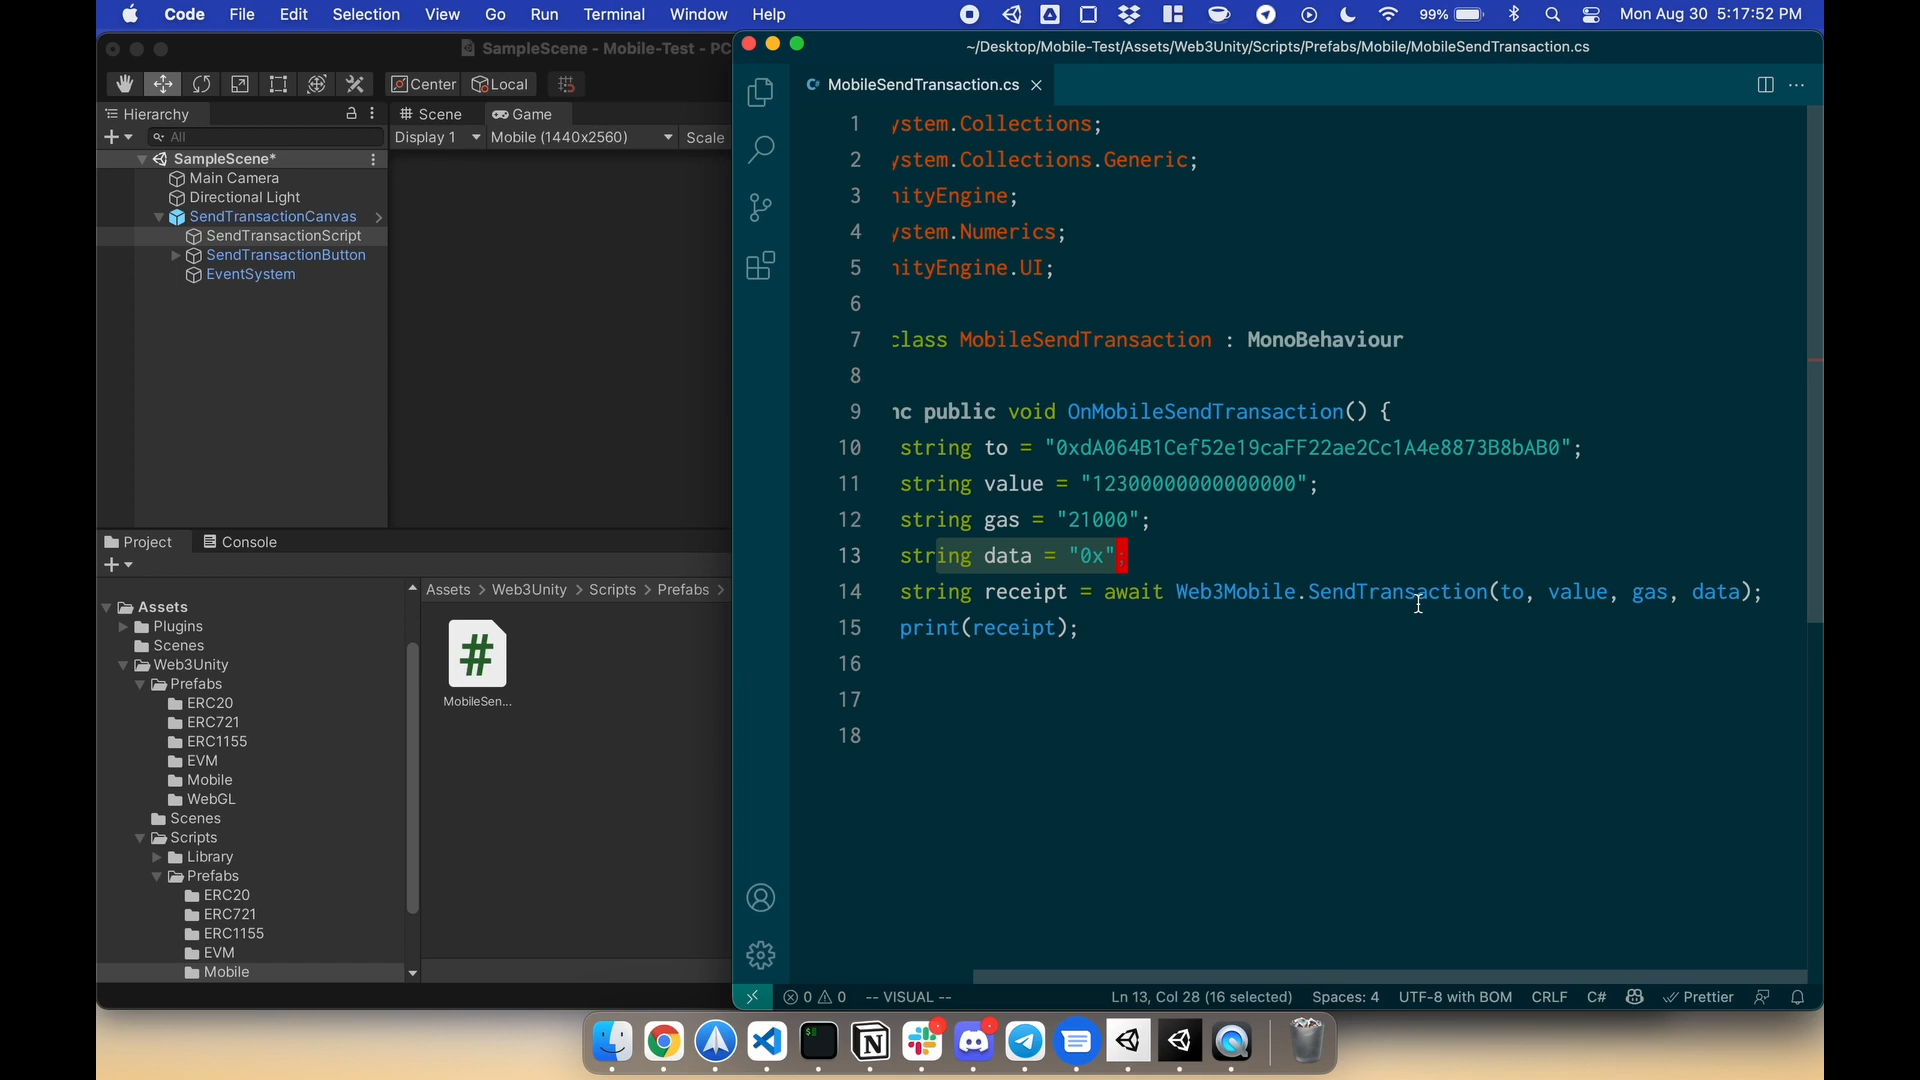 Code File Edit Selection View Go Run Terminal Window Help 99% Mon Aug 30 5:17:52 PM
SampleScene - Mobile-Test - PC
~/Desktop/Mobile-Test/Assets/Web3Unity/Scripts/Prefabs/Mobile/MobileSendTransaction.cs
Center Local
Hierarchy
All
SampleScene*
Main Camera
Directional Light
SendTransactionCanvas
SendTransactionScript
SendTransactionButton
EventSystem
Scene Game
Display 1 Mobile (1440x2560) Scale
Project Console
Assets
Plugins
Scenes
Web3Unity
Prefabs
ERC20
ERC721
ERC1155
EVM
Mobile
WebGL
Scenes
Scripts
Library
Prefabs
ERC20
ERC721
ERC1155
EVM
Mobile
Assets > Web3Unity > Scripts > Prefabs >
#
MobileSen...
C# MobileSendTransaction.cs
1 ystem.Collections;
2 ystem.Collections.Generic;
3 nityEngine;
4 ystem.Numerics;
5 nityEngine.UI;
6
7 class MobileSendTransaction : MonoBehaviour
8
9 nc public void OnMobileSendTransaction() {
10 string to = "0xdA064B1Cef52e19caFF22ae2Cc1A4e8873B8bAB0";
11 string value = "12300000000000000";
12 string gas = "21000";
13 string data = "0x";
14 string receipt = await Web3Mobile.SendTransaction(to, value, gas, data);
15 print(receipt);
16
17
18
0 0 -- VISUAL -- Ln 13, Col 28 (16 selected) Spaces: 4 UTF-8 with BOM CRLF C# Prettier